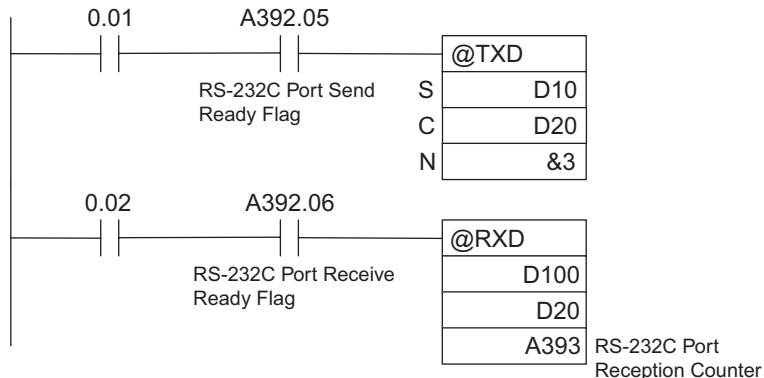 0.01 A392.05
@TXD
RS-232C Port Send
Ready Flag
S D10
C D20
N &3
0.02 A392.06
@RXD
RS-232C Port Receive
Ready Flag
D100
D20
A393 RS-232C Port
Reception Counter